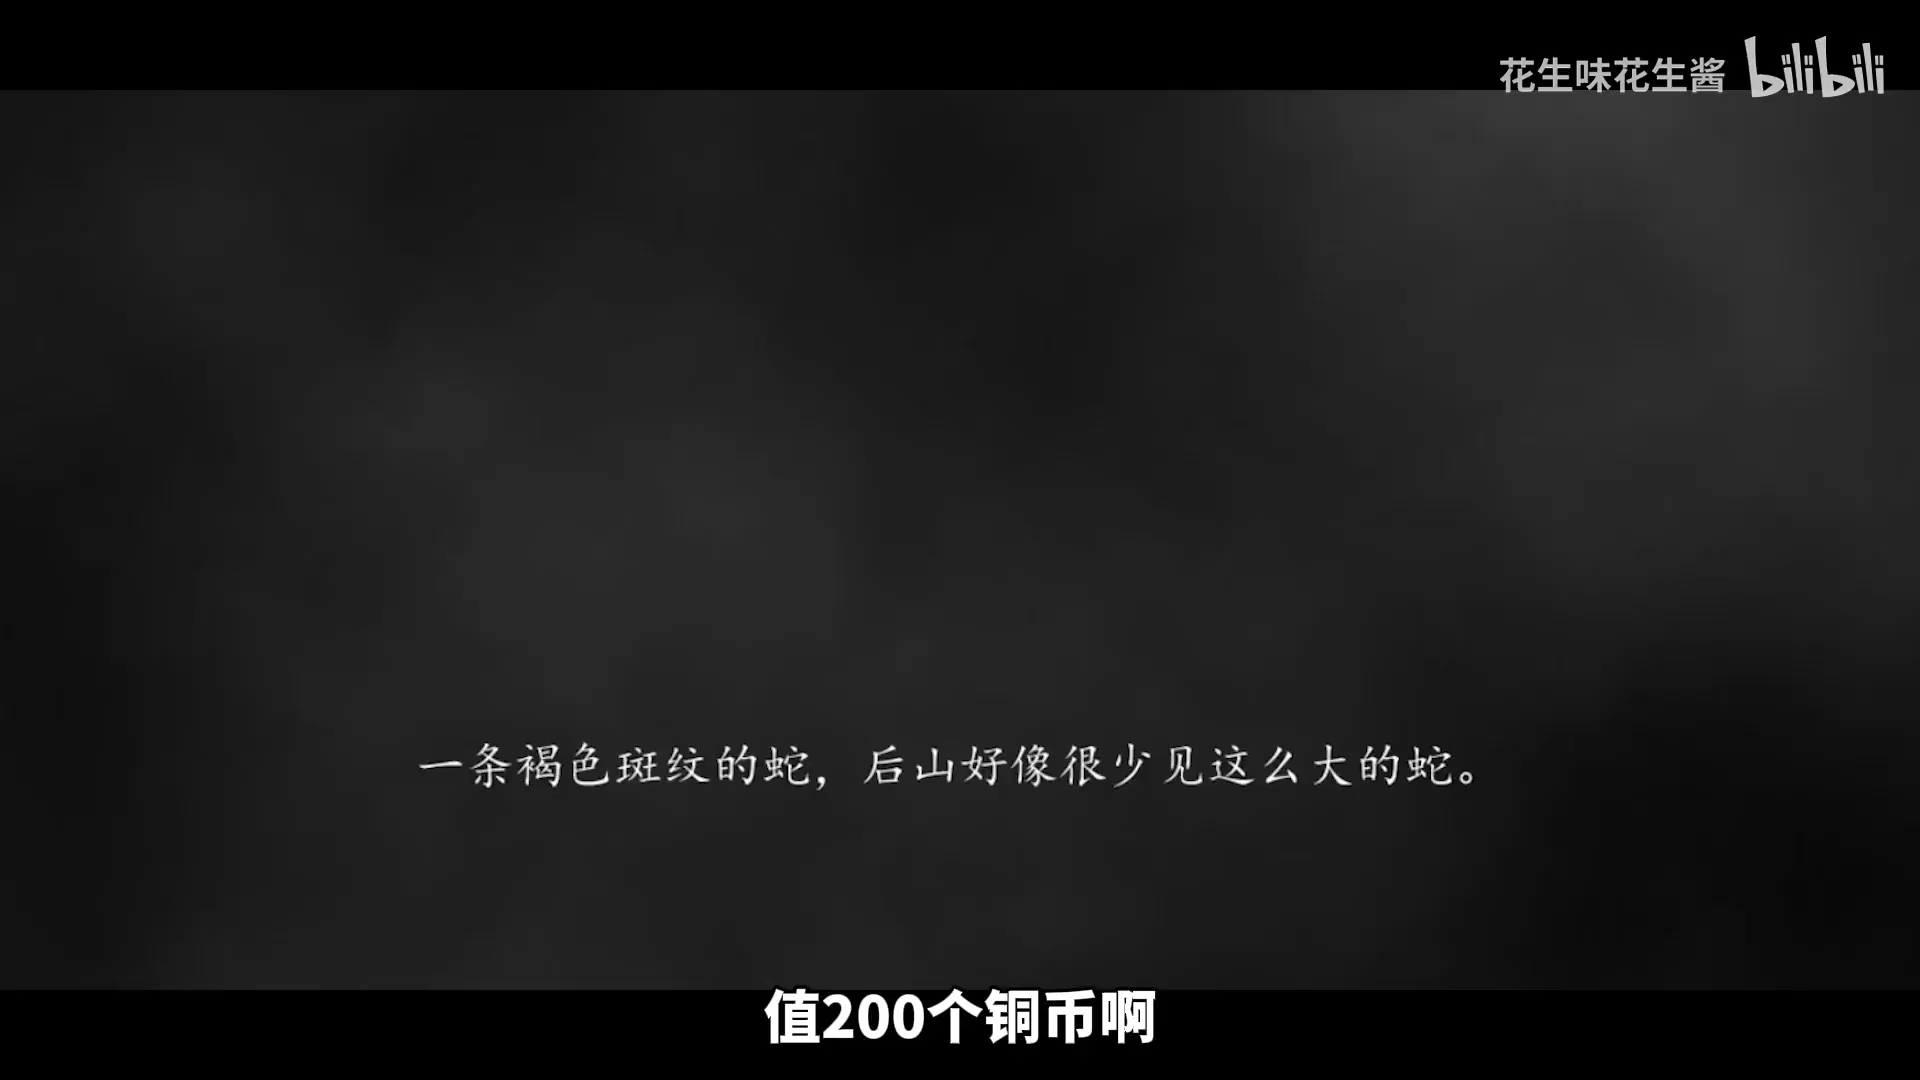 花生味花生酱 bilibili
一条褐色斑纹的蛇，后山好像很少见这么大的蛇。
值200个铜币啊